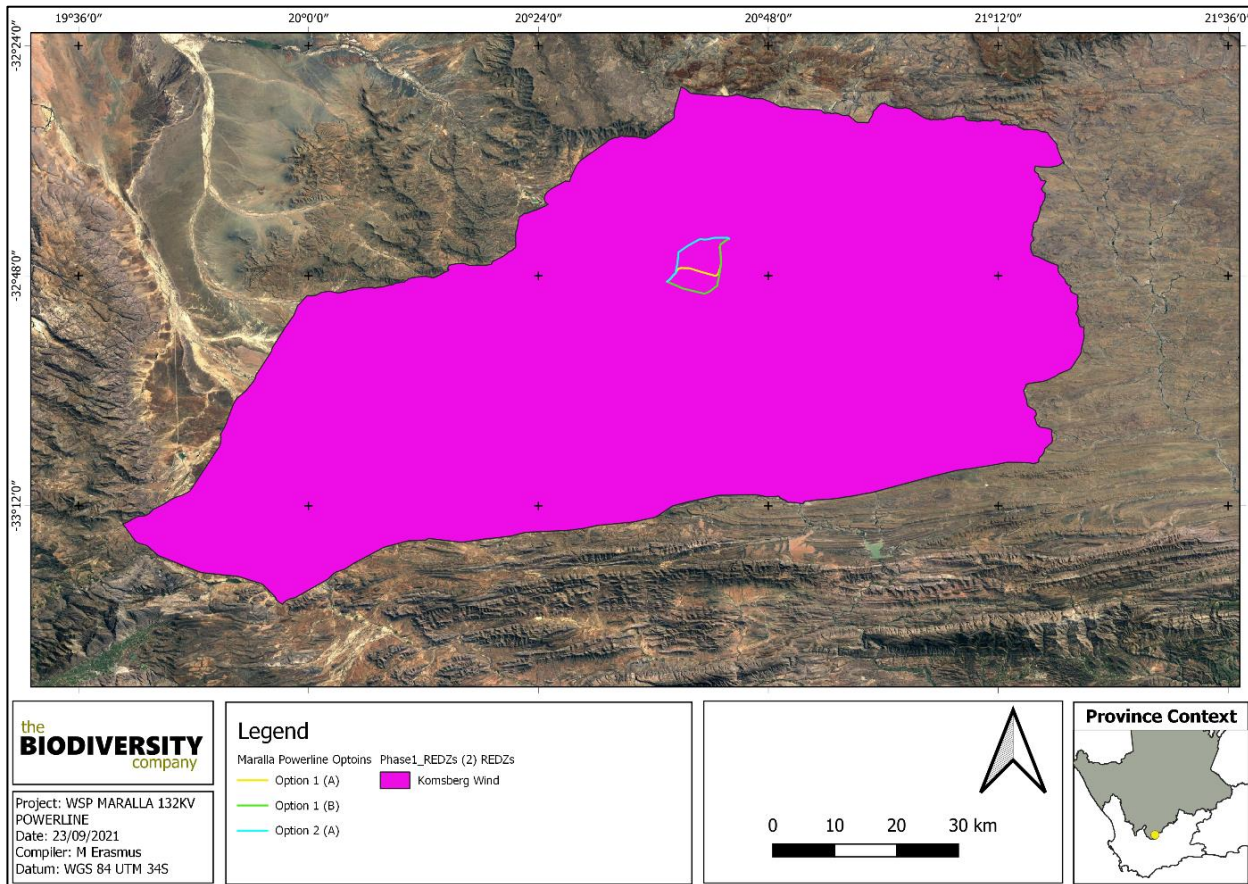 19°36'0"
20°0'0"
20°24'0"
20°48'0"
21°12'0"
21°36'0"
-32°24'0"
-32°48'0"
-33°12'0"
the
BIODIVERSITY
company
Project: WSP MARALLA 132KV
POWERLINE
Date: 23/09/2021
Compiler: M Erasmus
Datum: WGS 84 UTM 34S
Legend
Maralla Powerline Optoins
Option 1 (A)
Option 1 (B)
Option 2 (A)
Phase1_REDZs (2) REDZs
Komsberg Wind
0 10 20 30 km
Province Context